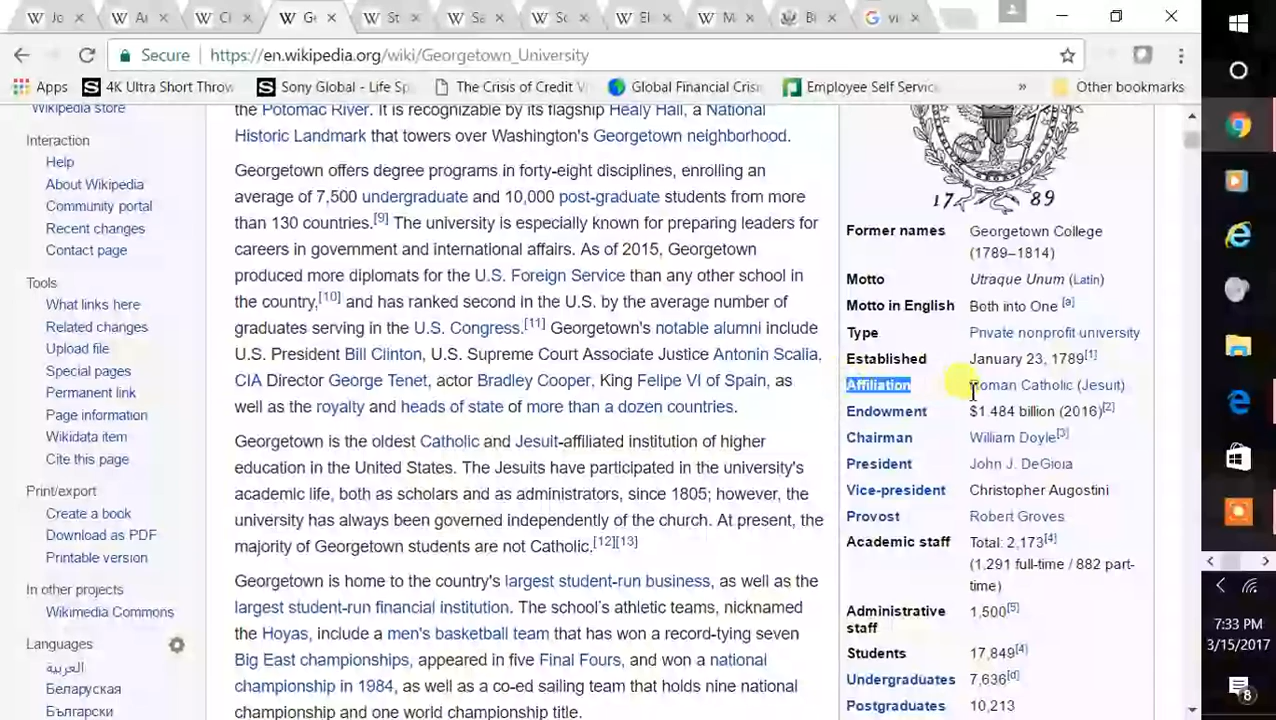 W Jo
W Ar
W Cl
W Ge
W St
W Sa
W So
W El
W M
Bi
G vi
Secure
https://en.wikipedia.org/wiki/Georgetown_University
Apps
4K Ultra Short Throw
Sony Global - Life Sp
The Crisis of Credit V
Global Financial Crisi
Employee Self Servic
»
Other bookmarks
Wikipedia store
Interaction
Help
About Wikipedia
Community portal
Recent changes
Contact page
Tools
What links here
Related changes
Upload file
Special pages
Permanent link
Page information
Wikidata item
Cite this page
Print/export
Create a book
Download as PDF
Printable version
In other projects
Wikimedia Commons
Languages
العربية
Беларуская
Български
the Potomac River. It is recognizable by its flagship Healy Hall, a National
Historic Landmark that towers over Washington's Georgetown neighborhood.
Georgetown offers degree programs in forty-eight disciplines, enrolling an
average of 7,500 undergraduate and 10,000 post-graduate students from more
than 130 countries.[9] The university is especially known for preparing leaders for
careers in government and international affairs. As of 2015, Georgetown
produced more diplomats for the U.S. Foreign Service than any other school in
the country,[10] and has ranked second in the U.S. by the average number of
graduates serving in the U.S. Congress.[11] Georgetown's notable alumni include
U.S. President Bill Clinton, U.S. Supreme Court Associate Justice Antonin Scalia,
CIA Director George Tenet, actor Bradley Cooper, King Felipe VI of Spain, as
well as the royalty and heads of state of more than a dozen countries.
Georgetown is the oldest Catholic and Jesuit-affiliated institution of higher
education in the United States. The Jesuits have participated in the university's
academic life, both as scholars and as administrators, since 1805; however, the
university has always been governed independently of the church. At present, the
majority of Georgetown students are not Catholic.[12][13]
Georgetown is home to the country's largest student-run business, as well as the
largest student-run financial institution. The school's athletic teams, nicknamed
the Hoyas, include a men's basketball team that has won a record-tying seven
Big East championships, appeared in five Final Fours, and won a national
championship in 1984, as well as a co-ed sailing team that holds nine national
championship and one world championship title.
17 89
Former names Georgetown College
(1789–1814)
Motto Utraque Unum (Latin)
Motto in English Both into One [a]
Type Private nonprofit university
Established January 23, 1789[1]
Affiliation Roman Catholic (Jesuit)
Endowment $1.484 billion (2016)[2]
Chairman William Doyle[3]
President John J. DeGioia
Vice-president Christopher Augostini
Provost Robert Groves
Academic staff Total: 2,173[4]
(1,291 full-time / 882 part-
time)
Administrative 1,500[5]
staff
Students 17,849[4]
Undergraduates 7,636[d]
Postgraduates 10,213
7:33 PM
3/15/2017
8